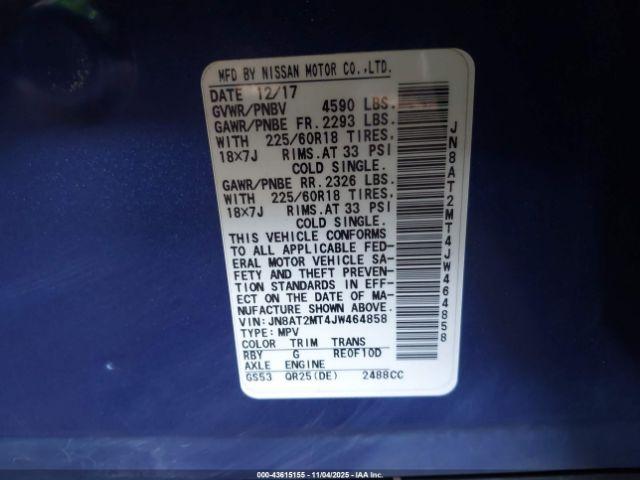 MFD BY NISSAN MOTOR CO.,LTD.
DATE 12/17
GVWR/PNBV 4590 LBS.
GAWR/PNBE FR. 2293 LBS.
WITH 225/60R18 TIRES.
18X7J RIMS.AT 33 PSI
COLD SINGLE.
GAWR/PNBE RR. 2326 LBS.
WITH 225/60R18 TIRES.
18X7J RIMS.AT 33 PSI
COLD SINGLE.
THIS VEHICLE CONFORMS
TO ALL APPLICABLE FED-
ERAL MOTOR VEHICLE SA-
FETY AND THEFT PREVEN-
TION STANDARDS IN EFF-
ECT ON THE DATE OF MA-
NUFACTURE SHOWN ABOVE.
VIN: JN8AT2MT4JW464858
TYPE: MPV
COLOR TRIM TRANS
RBY G RE0F10D
AXLE ENGINE
GS53 QR25(DE) 2488CC
JN8AT2MT4JW464858
000-43615155 - 11/04/2025 - IAAI.COM